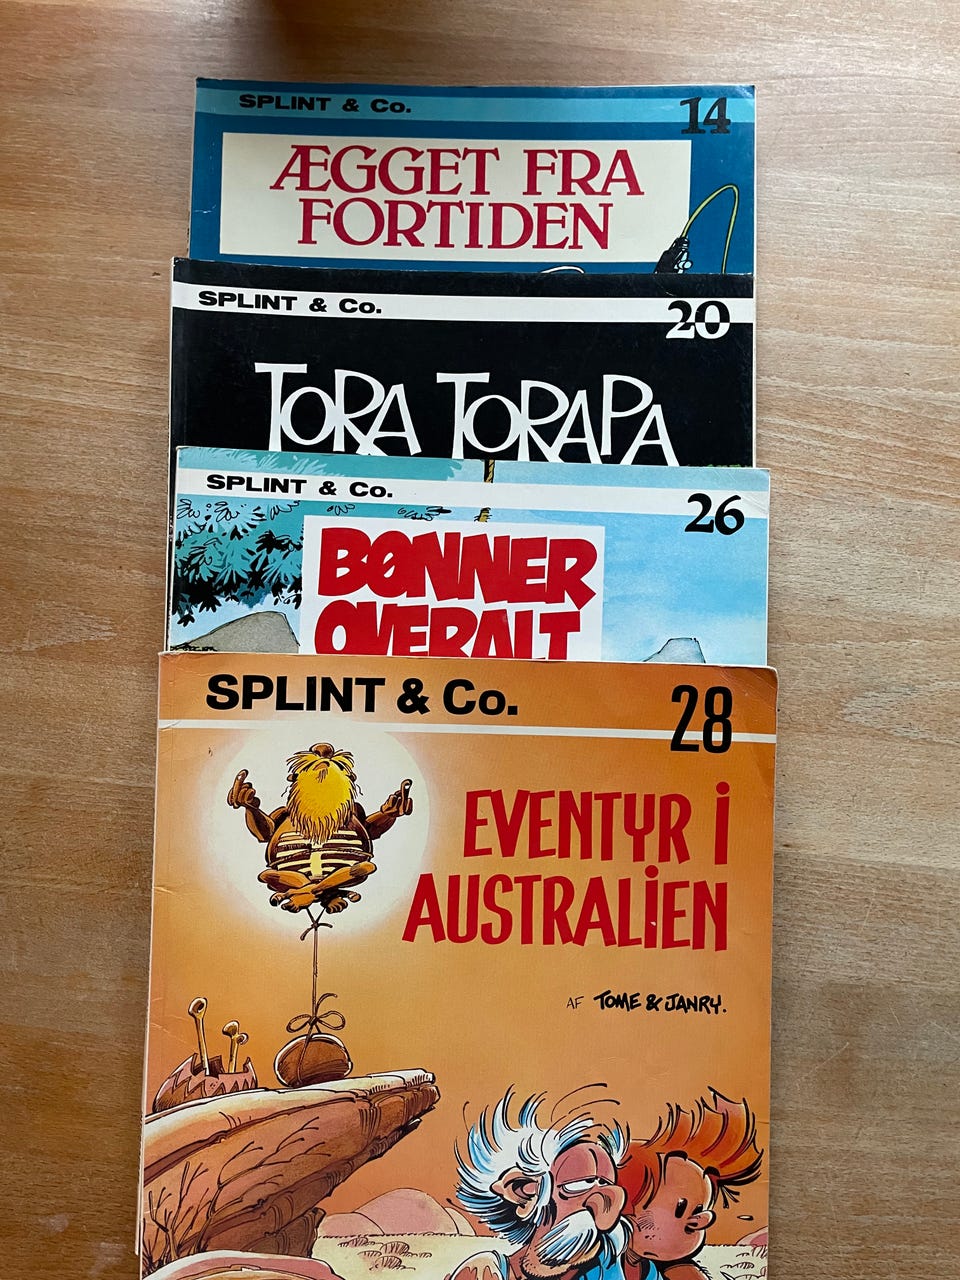 SPLINT & Co.
14
ÆGGET FRA
FORTIDEN
SPLINT & Co.
20
TORA TORAPA
SPLINT & Co.
26
BØNNER
OVERALT
SPLINT & Co.
28
EVENTYR i
AUSTRALiEN
AF TOME & JANRY.